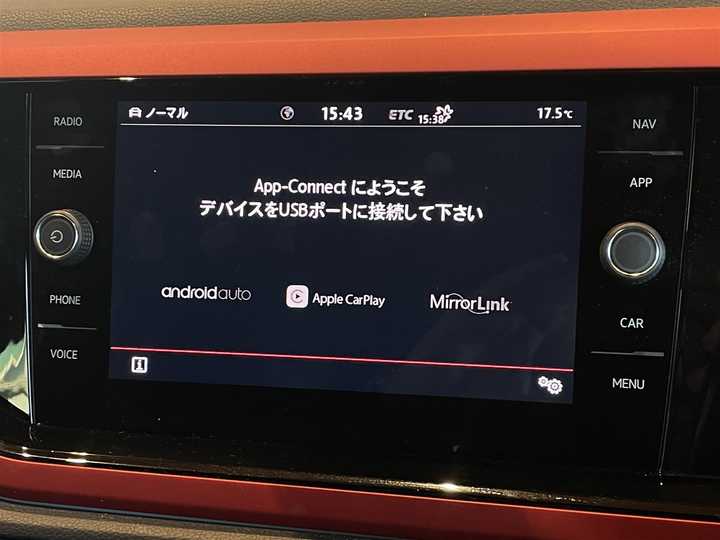 ノーマル 15:43 ETC 15:38 17.5℃
App-Connect にようこそ
デバイスをUSBポートに接続して下さい
androidauto Apple CarPlay MirrorLink
RADIO
MEDIA
PHONE
VOICE
NAV
APP
CAR
MENU